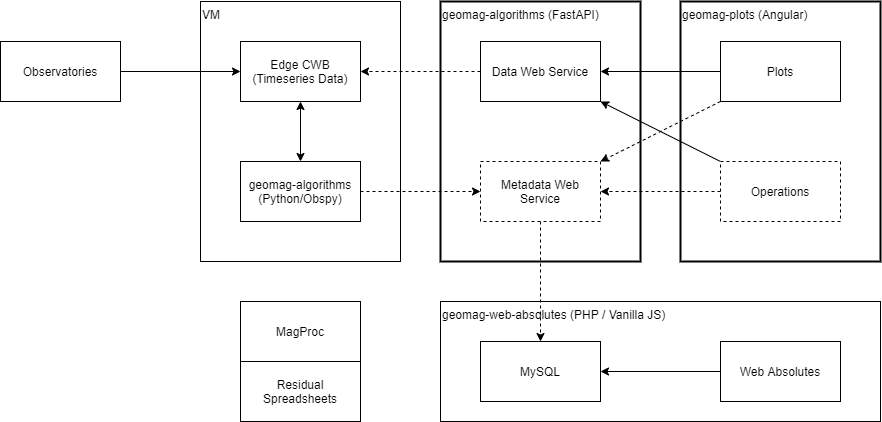 VM
geomag-algorithms (FastAPI)
geomag-plots (Angular)
Observatories
Edge CWB
(Timeseries Data)
Data Web Service
Plots
geomag-algorithms
(Python/Obspy)
Metadata Web
Service
Operations
MagProc
Residual
Spreadsheets
geomag-web-absolutes (PHP / Vanilla JS)
MySQL
Web Absolutes